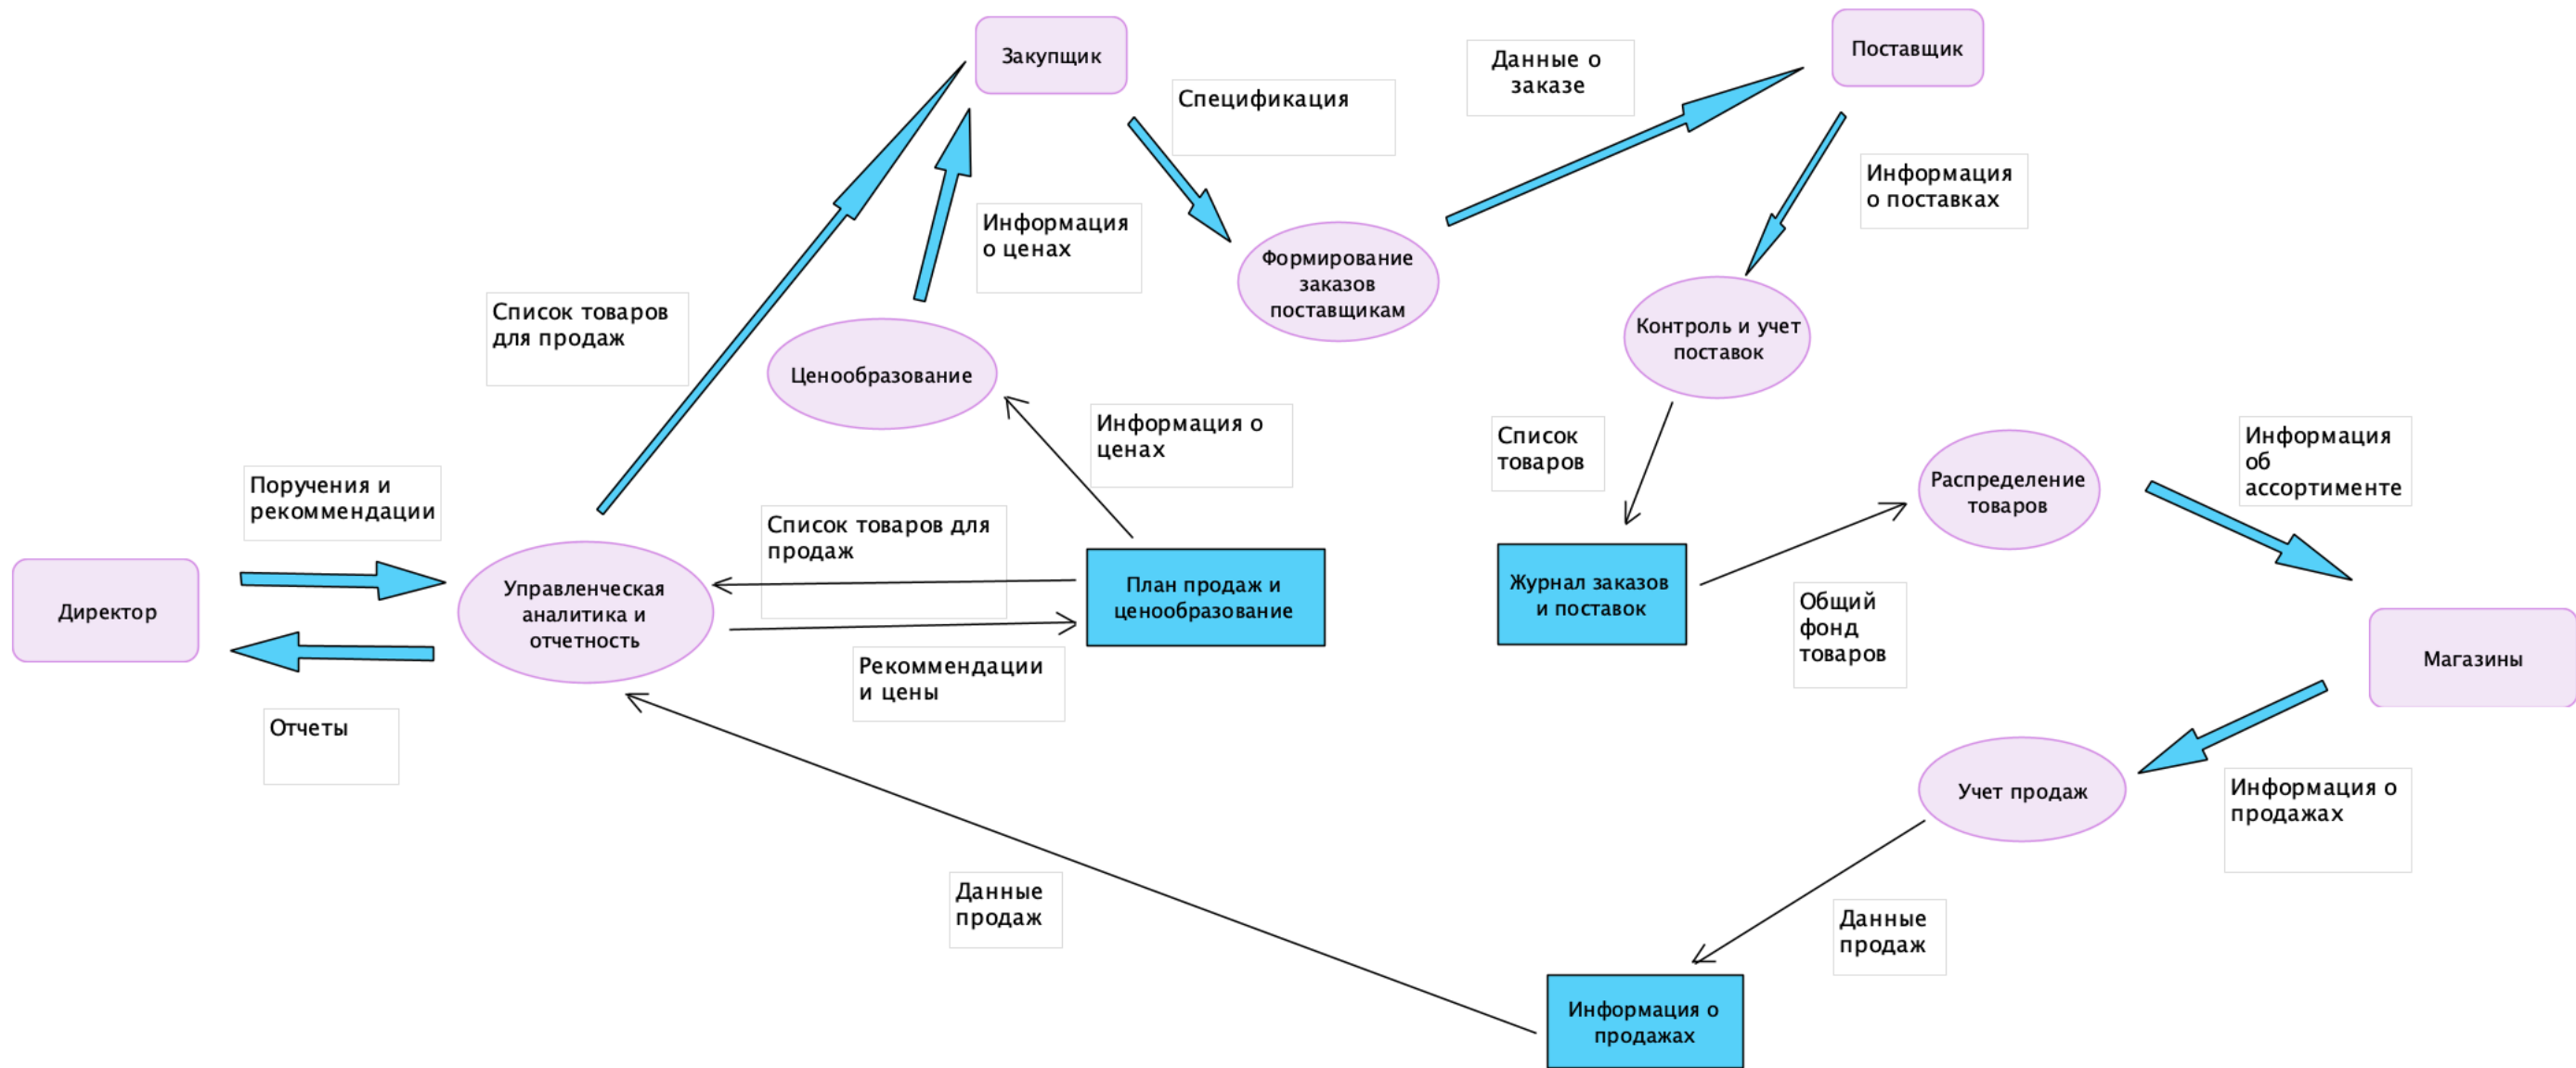 Закупщик
Поставщик
Данные о
заказе
Спецификация
Информация
о поставках
Информация
о ценах
Формирование
заказов
поставщикам
Список товаров
для продаж
Контроль и учет
поставок
Ценообразование
Информация о
ценах
Список
товаров
Информация
об
ассортименте
Распределение
товаров
Поручения и
рекоммендации
Список товаров для
продаж
Директор
Управленческая
аналитика и
отчетность
План продаж и
ценообразование
Журнал заказов
и поставок
Общий
фонд
товаров
Магазины
Рекоммендации
и цены
Отчеты
Учет продаж
Информация о
продажах
Данные
продаж
Данные
продаж
Информация о
продажах